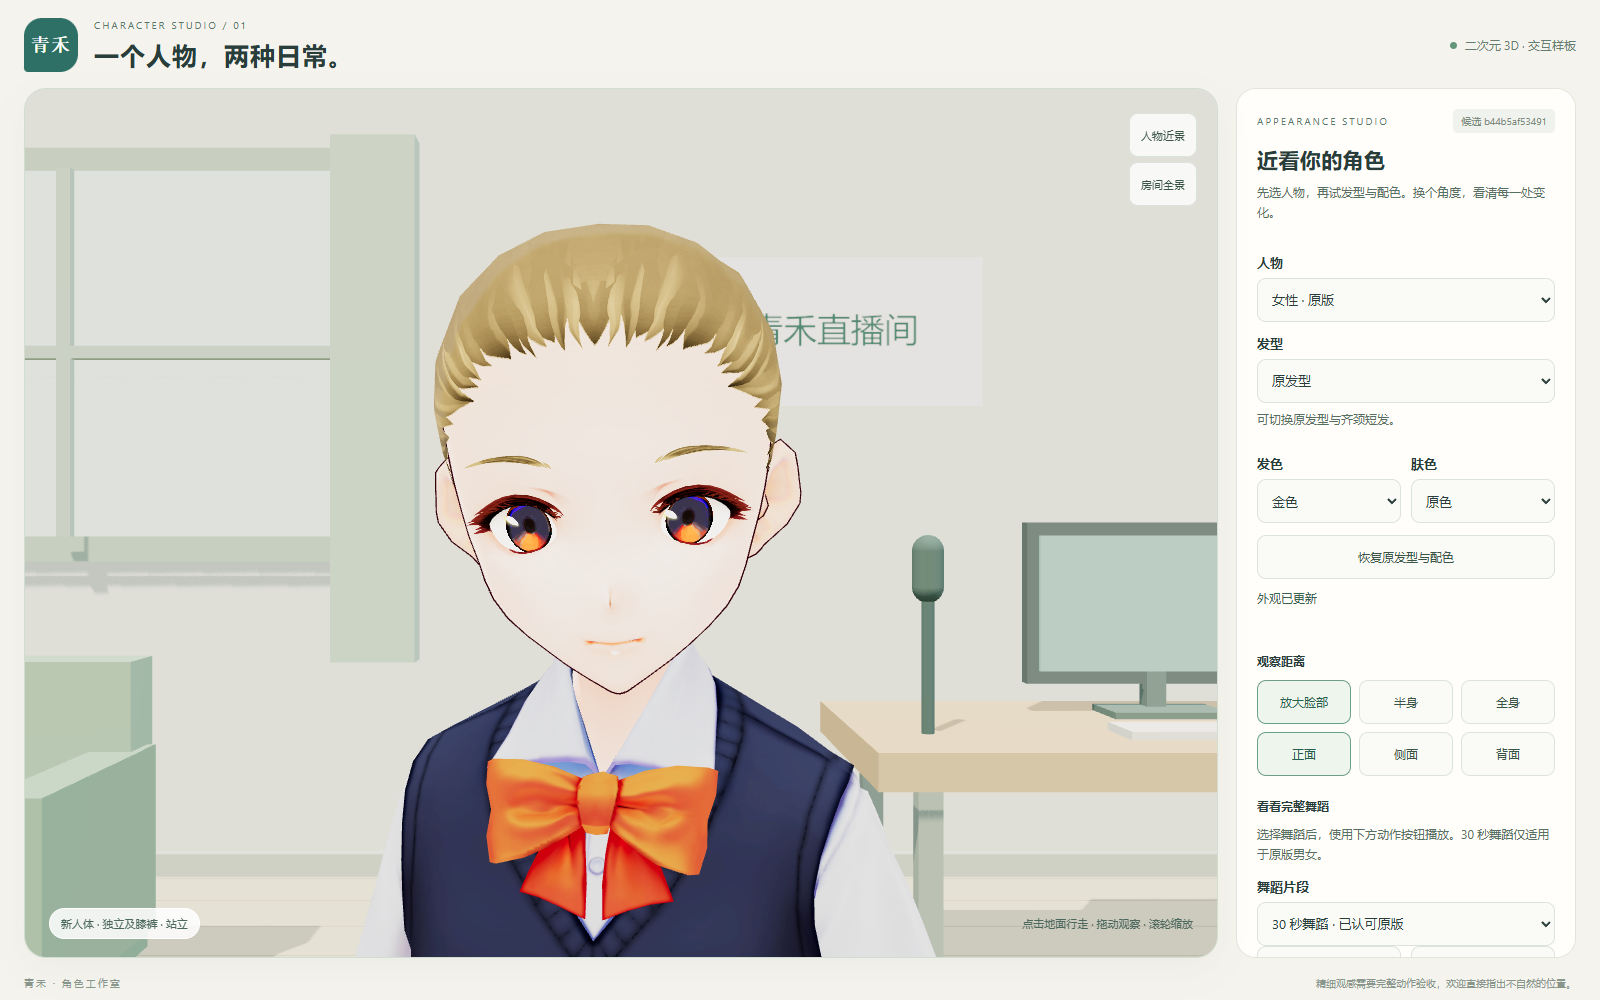 青禾
CHARACTER STUDIO / 01
一个人物，两种日常。
二次元 3D · 交互样板
人物近景
房间全景
青禾直播间
新人体 · 独立及膝裤 · 站立
点击地面行走 · 拖动观察 · 滚轮缩放
APPEARANCE STUDIO
候选 b44b5af53491
近看你的角色
先选人物，再试发型与配色。换个角度，看清每一处变
化。
人物
女性 · 原版
发型
原发型
可切换原发型与齐颈短发。
发色
肤色
金色
原色
恢复原发型与配色
外观已更新
观察距离
放大脸部
半身
全身
正面
侧面
背面
看看完整舞蹈
选择舞蹈后，使用下方动作按钮播放。30 秒舞蹈仅适用
于原版男女。
舞蹈片段
30 秒舞蹈 · 已认可原版
青禾 · 角色工作室
精细观感需要完整动作验收，欢迎直接指出不自然的位置。